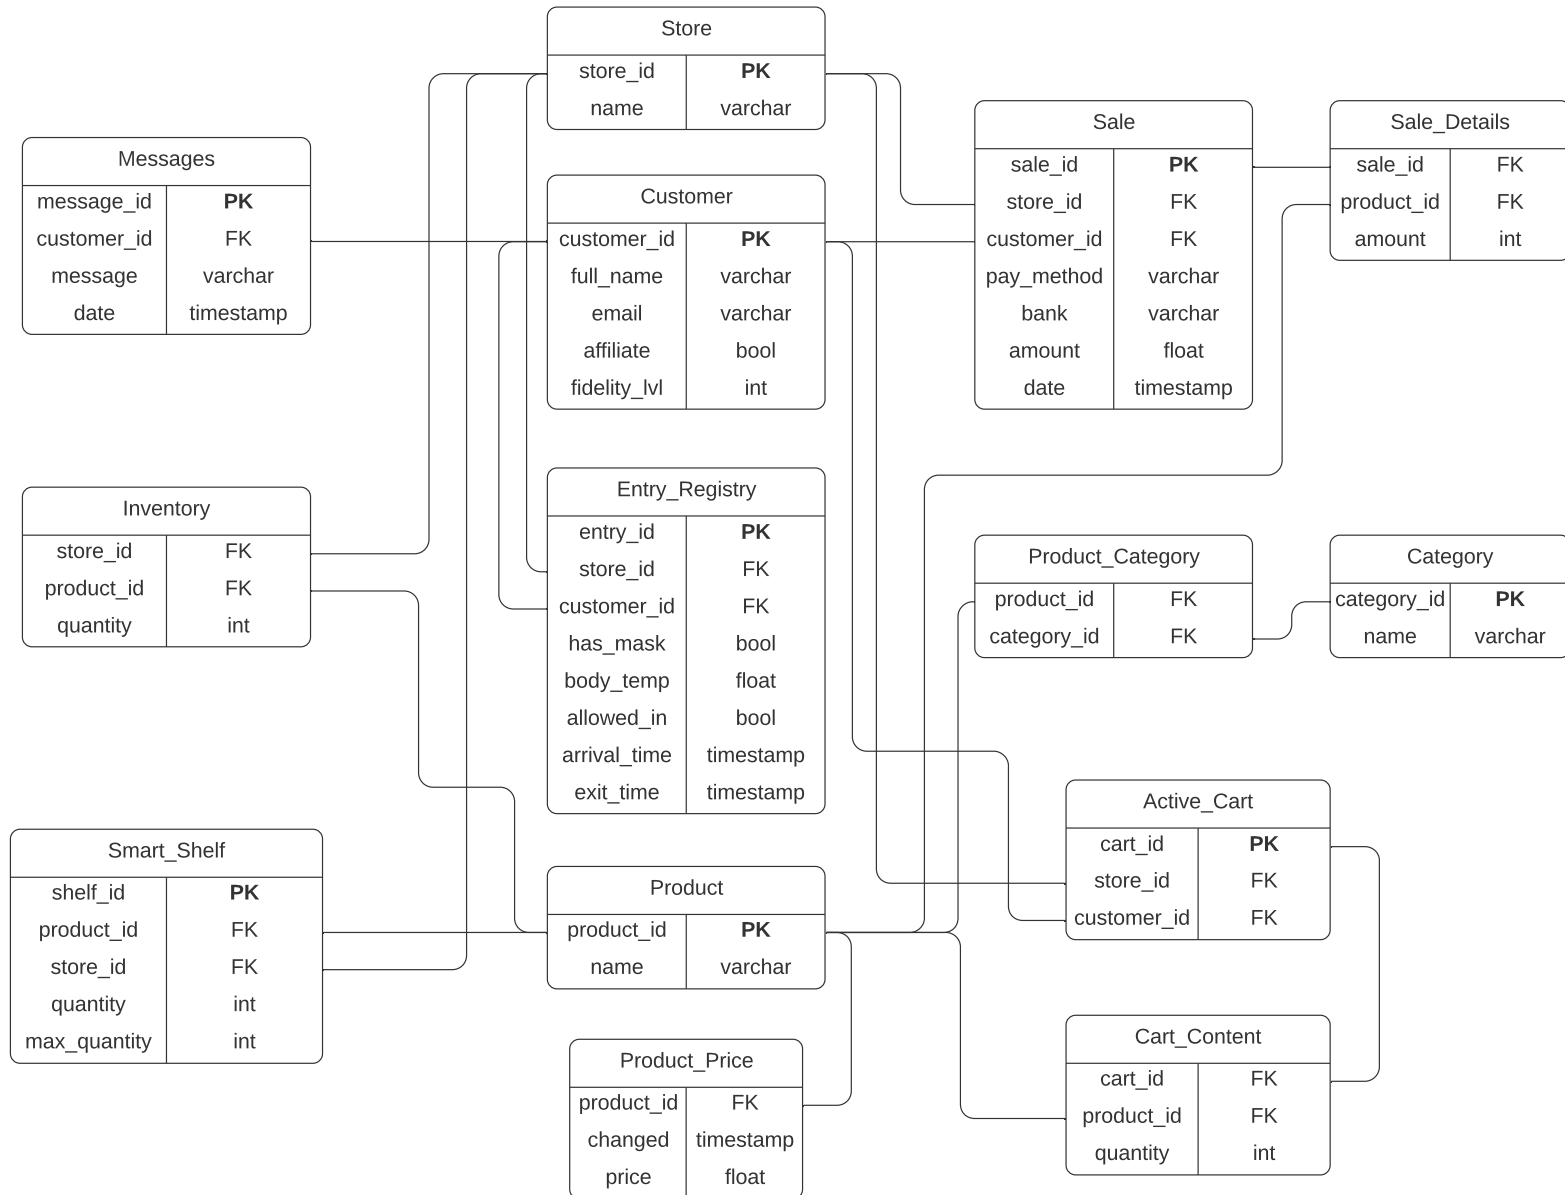 Store
store_id PK
name varchar
Messages
message_id PK
customer_id FK
message varchar
date timestamp
Customer
customer_id PK
full_name varchar
email varchar
affiliate bool
fidelity_lvl int
Sale
sale_id PK
store_id FK
customer_id FK
pay_method varchar
bank varchar
amount float
date timestamp
Sale_Details
sale_id FK
product_id FK
amount int
Inventory
store_id FK
product_id FK
quantity int
Entry_Registry
entry_id PK
store_id FK
customer_id FK
has_mask bool
body_temp float
allowed_in bool
arrival_time timestamp
exit_time timestamp
Product_Category
product_id FK
category_id FK
Category
category_id PK
name varchar
Smart_Shelf
shelf_id PK
product_id FK
store_id FK
quantity int
max_quantity int
Product
product_id PK
name varchar
Active_Cart
cart_id PK
store_id FK
customer_id FK
Product_Price
product_id FK
changed timestamp
price float
Cart_Content
cart_id FK
product_id FK
quantity int